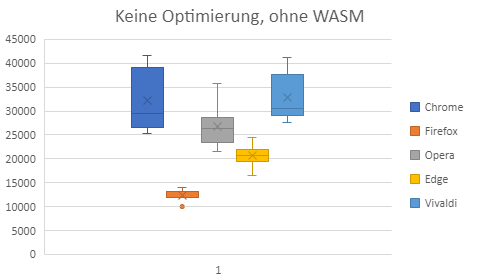 Keine Optimierung, ohne WASM
45000
40000
35000
30000
25000
20000
15000
10000
5000
0
1
Chrome
Firefox
Opera
Edge
Vivaldi